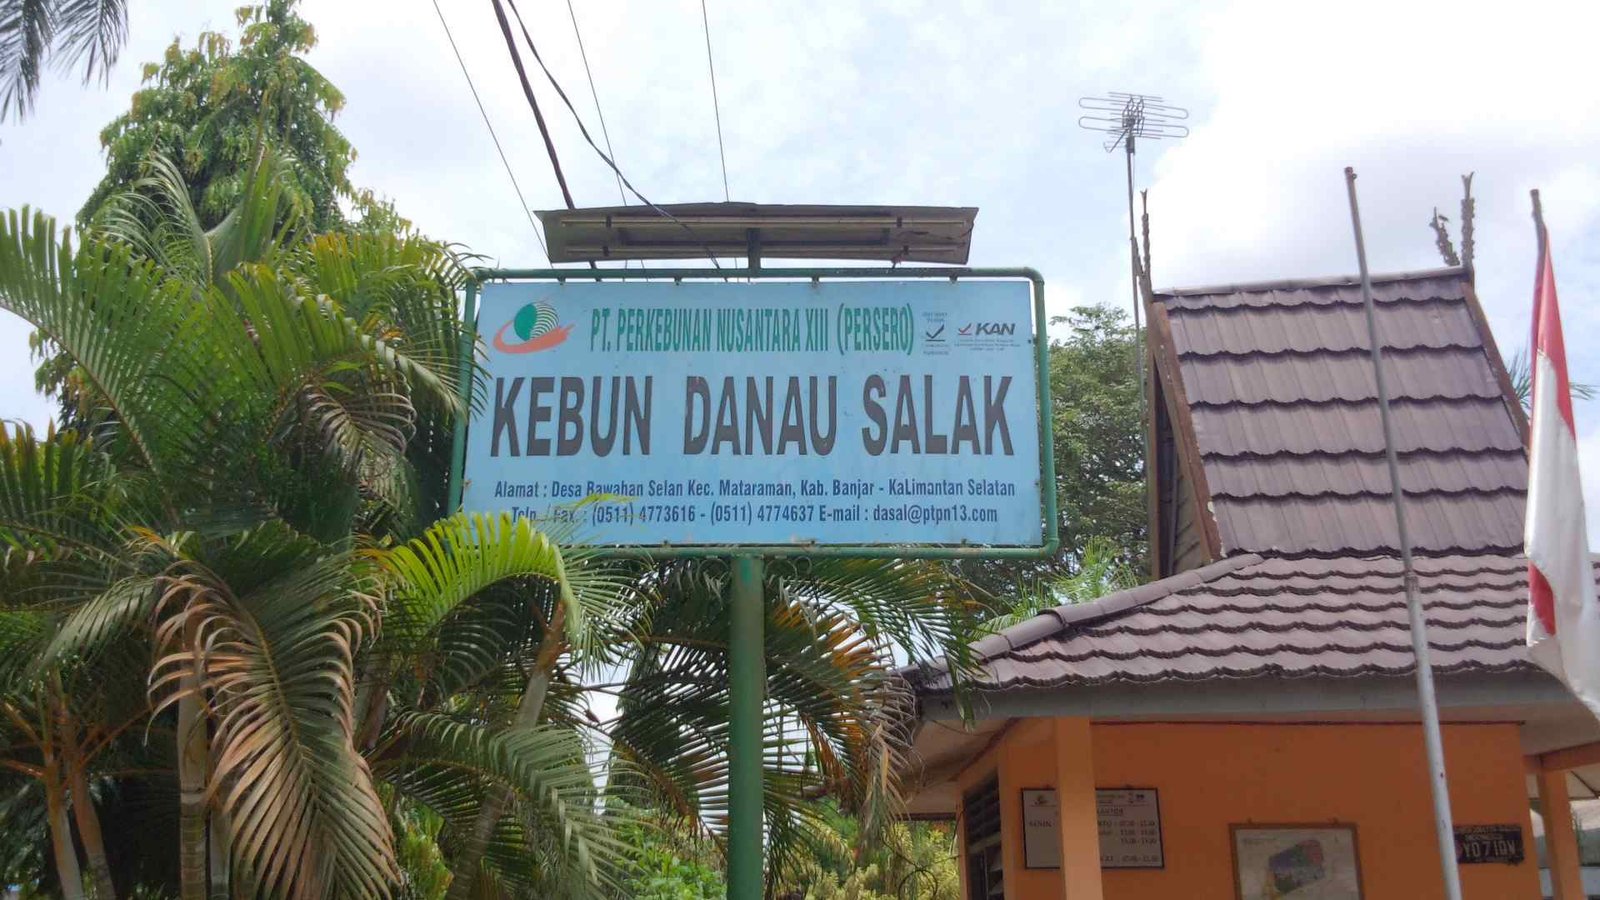 PT. PERKEBUNAN NUSANTARA XIII (PERSERO)
KAN
KEBUN DANAU SALAK
Alamat : Desa Bawahan Selan Kec. Mataraman, Kab. Banjar - KaLimantan Selatan
Telp. / Fax. : (0511) 4773616 - (0511) 4774637 E-mail : dasal@ptpn13.com